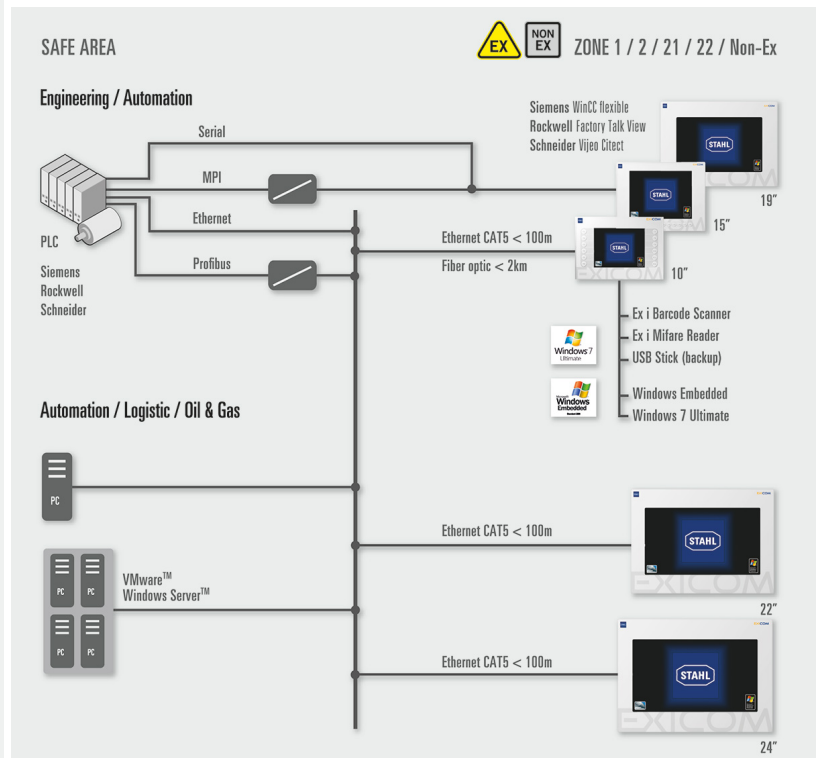 SAFE AREA
EX
NON
EX
ZONE 1 / 2 / 21 / 22 / Non-Ex
Engineering / Automation
Siemens WinCC flexible
Rockwell Factory Talk View
Schneider Vijeo Citect
Serial
MPI
Ethernet
Profibus
PLC
Siemens
Rockwell
Schneider
STAHL
19"
STAHL
15"
STAHL
EXICOM
10"
Ethernet CAT5 < 100m
Fiber optic < 2km
Ex i Barcode Scanner
Ex i Mifare Reader
USB Stick (backup)
Windows Embedded
Windows 7 Ultimate
Windows 7
Ultimate
Windows
Embedded
Automation / Logistic / Oil & Gas
PC
PC
PC
PC
PC
VMware™
Windows Server™
Ethernet CAT5 < 100m
STAHL
EXICOM
22"
Ethernet CAT5 < 100m
STAHL
EXICOM
24"